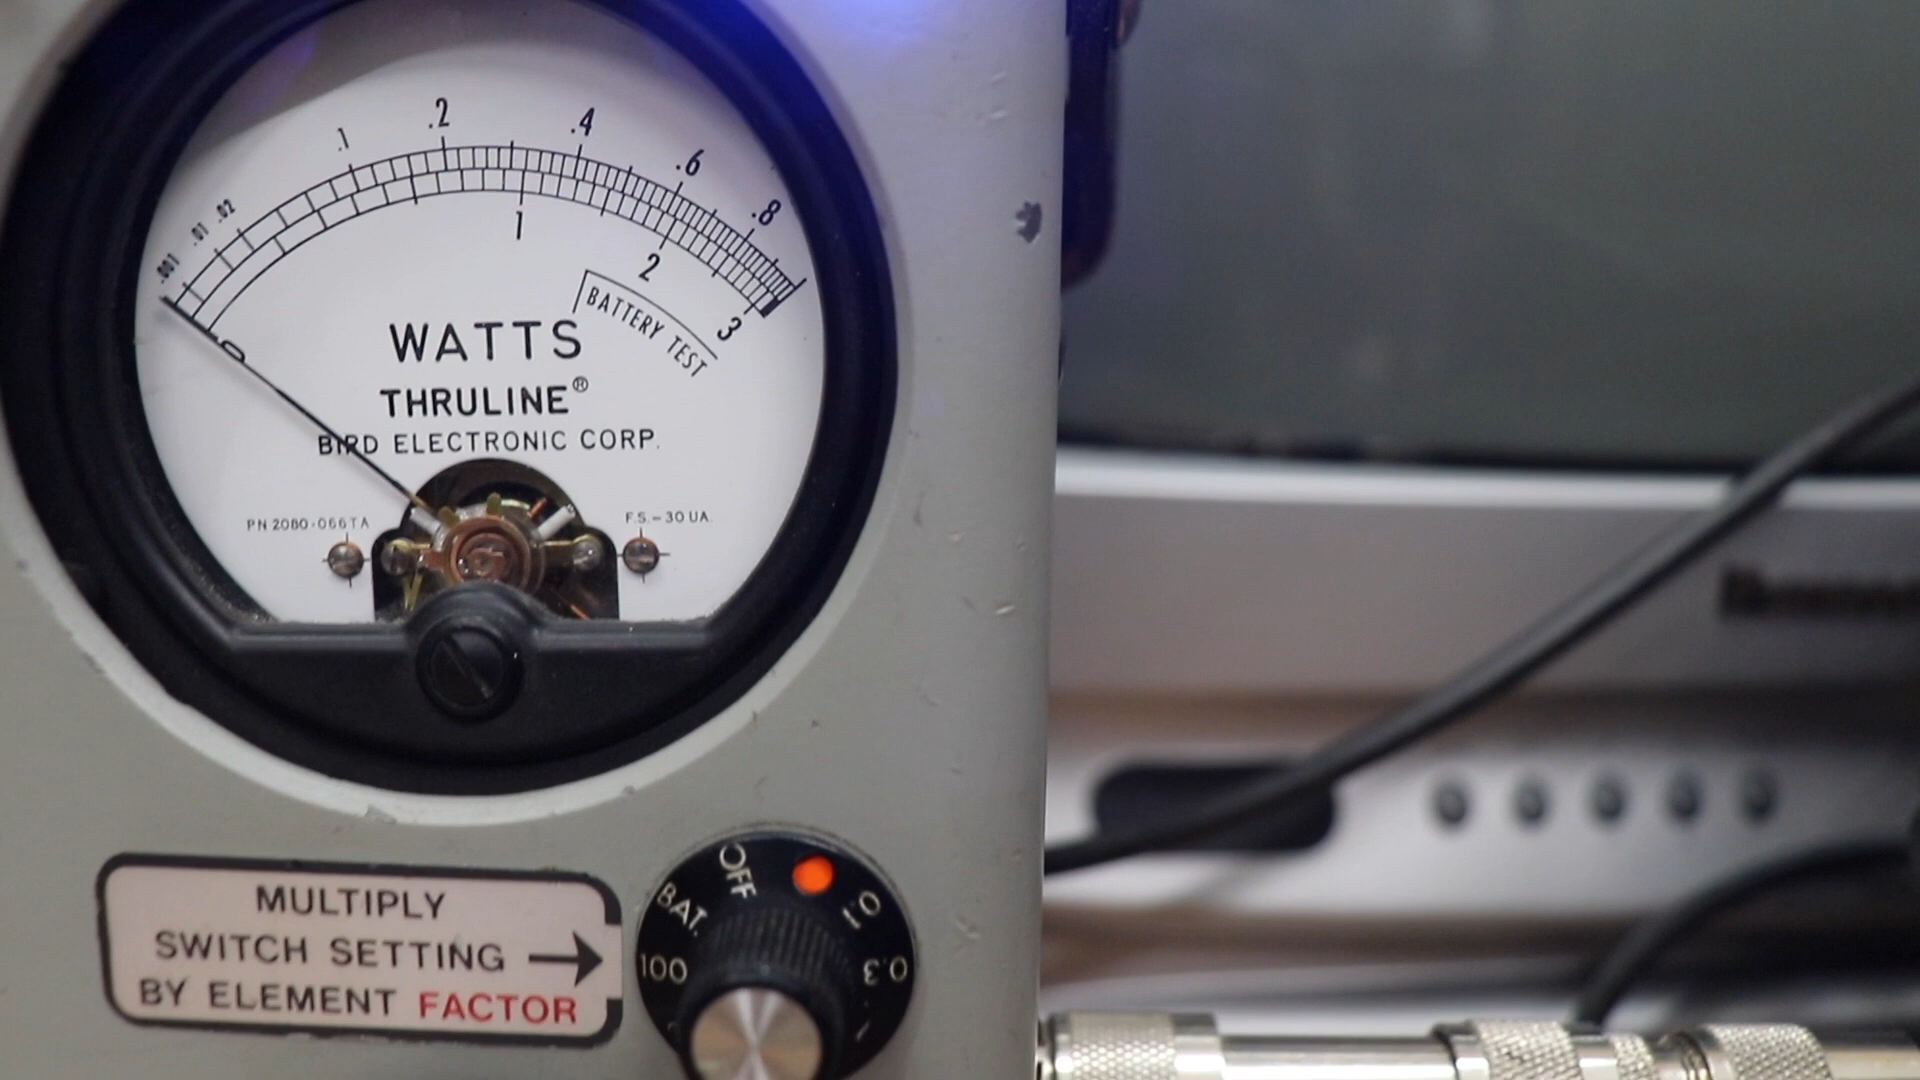 .001 .01 .02 .1 .2 .4 .6 .8
0 1 2 3
BATTERY TEST
WATTS
THRULINE®
BIRD ELECTRONIC CORP.
PN 2080-066TA
F.S.-30 UA.
MULTIPLY
SWITCH SETTING
BY ELEMENT FACTOR
OFF
BAT.
100
0.1
0.3